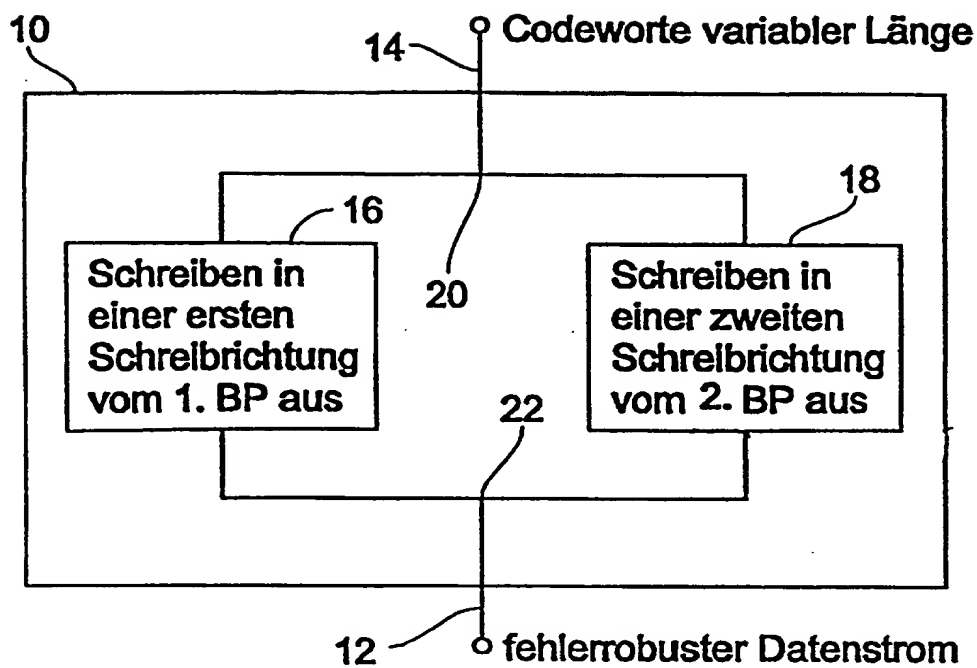 10
14
Codeworte variabler Länge
16
18
Schreiben in
einer ersten
Schreibrichtung
vom 1. BP aus
20
Schreiben in
einer zweiten
Schreibrichtung
vom 2. BP aus
22
12
fehlerrobuster Datenstrom